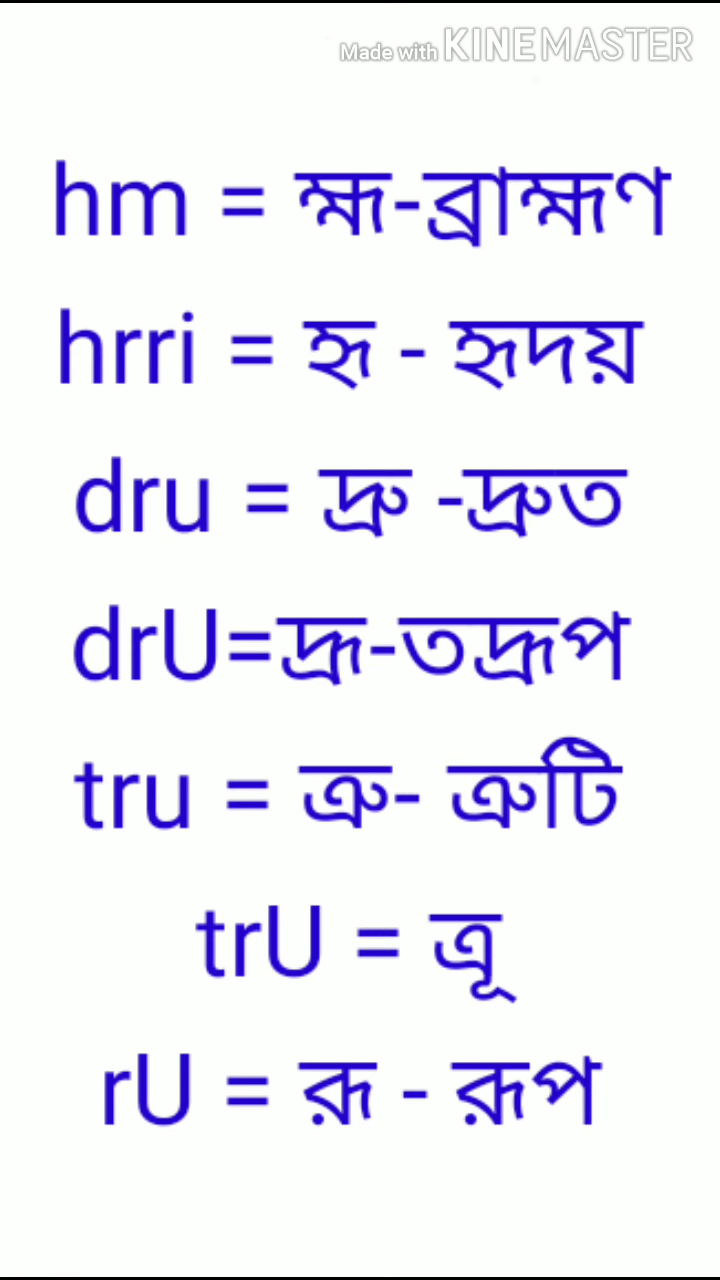 Made with KINEMASTER
hm = হ্ম-ব্রাহ্মণ
hrri = হৃ - হৃদয়
dru = দ্রু -দ্রুত
drU=দ্রূ-তদ্রূপ
tru = ত্রু- ত্রুটি
trU = ত্রূ
rU = রূ - রূপ